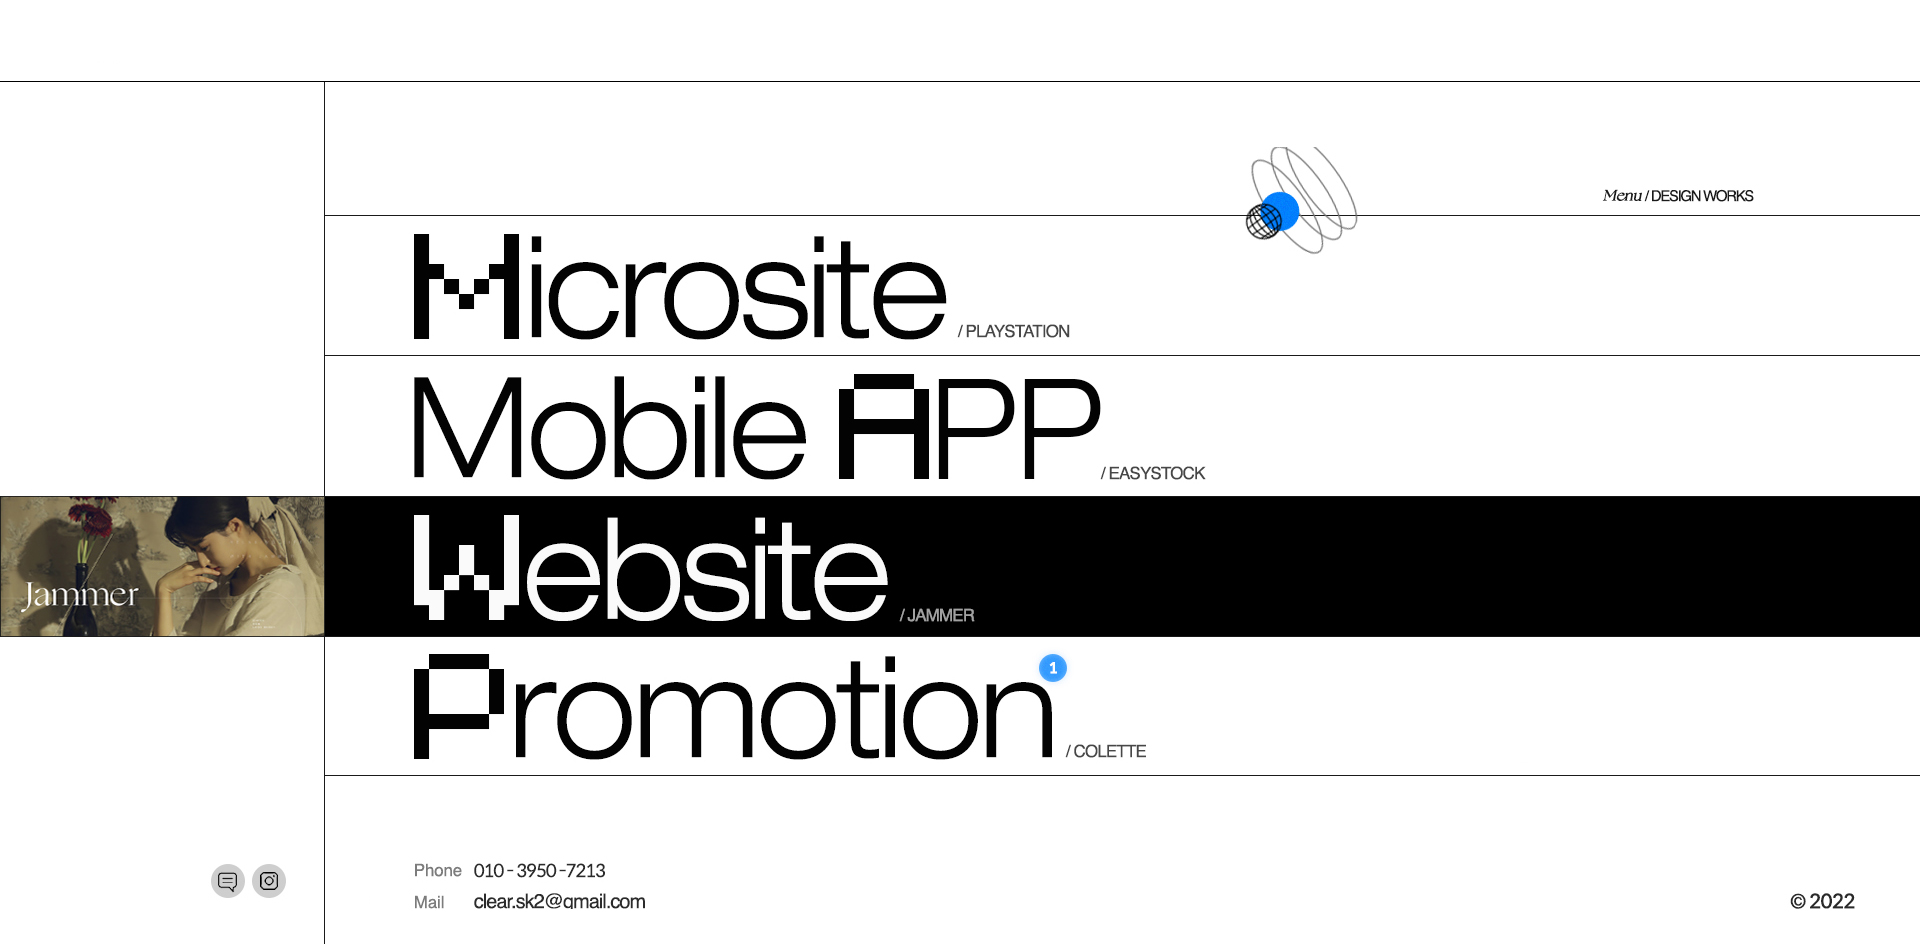 Menu / DESIGN WORKS
Microsite / PLAYSTATION
Mobile APP / EASYSTOCK
Jammer
Website / JAMMER
Promotion 1 / COLETTE
Phone 010 - 3950 -7213
Mail clear.sk2@gmail.com
© 2022